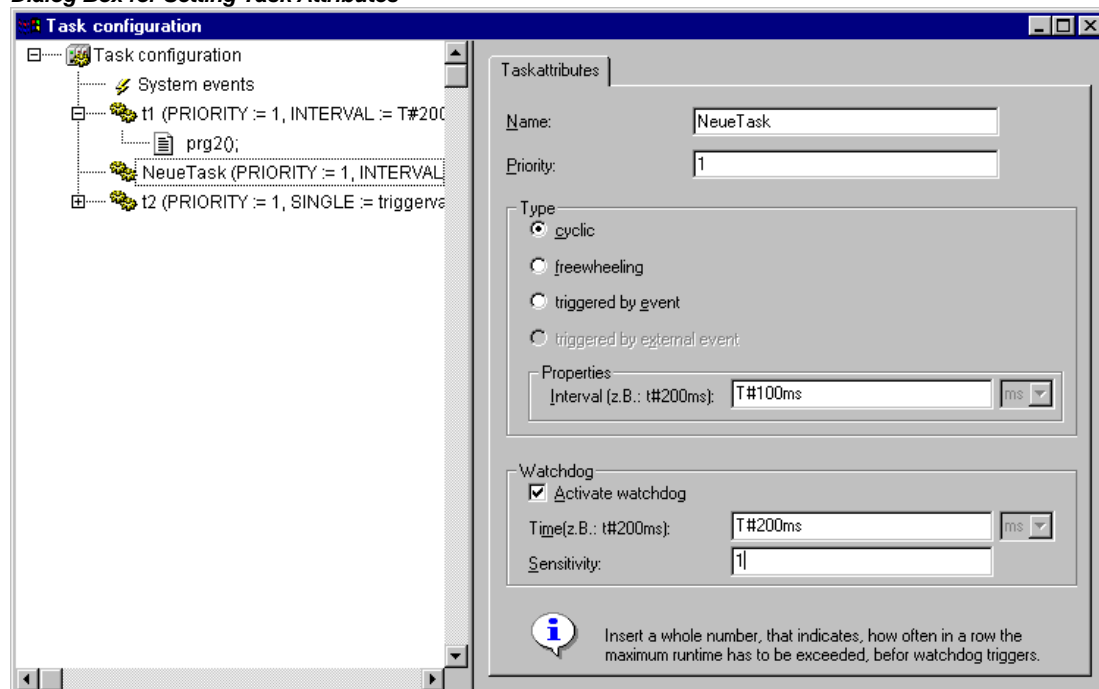 Dialog Box for Setting Task Attributes
Task configuration
Task configuration
System events
t1 (PRIORITY := 1, INTERVAL := T#200
prg2();
NeueTask (PRIORITY := 1, INTERVAL
t2 (PRIORITY := 1, SINGLE := triggerva
Taskattributes
Name: NeueTask
Priority: 1
Type
cyclic
freewheeling
triggered by event
triggered by external event
Properties
Interval (z.B.: t#200ms): T#100ms ms
Watchdog
Activate watchdog
Time(z.B.: t#200ms): T#200ms ms
Sensitivity: 1
Insert a whole number, that indicates, how often in a row the
maximum runtime has to be exceeded, befor watchdog triggers.